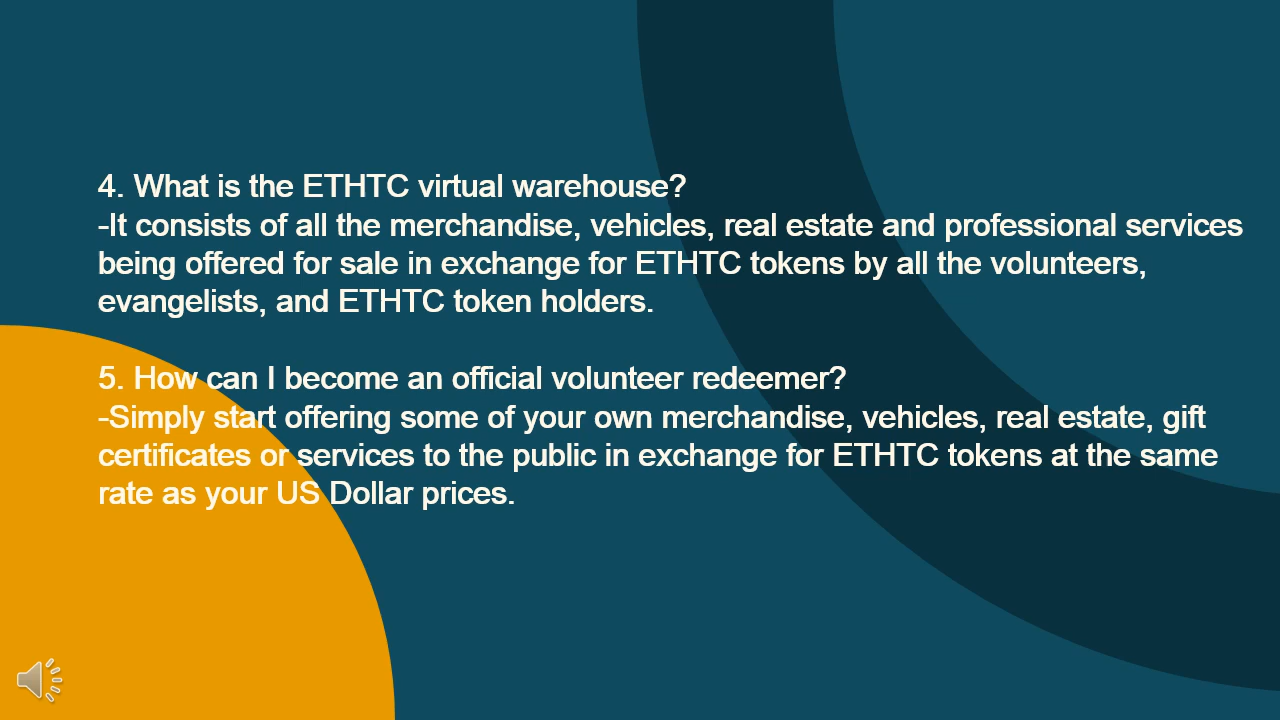 4. What is the ETHTC virtual warehouse?
-It consists of all the merchandise, vehicles, real estate and professional services
being offered for sale in exchange for ETHTC tokens by all the volunteers,
evangelists, and ETHTC token holders.
5. How can I become an official volunteer redeemer?
-Simply start offering some of your own merchandise, vehicles, real estate, gift
certificates or services to the public in exchange for ETHTC tokens at the same
rate as your US Dollar prices.